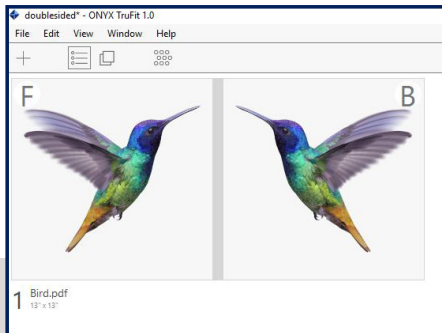 doublesided* - ONYX TruFit 1.0
File Edit View Window Help
F B
1 Bird.pdf
13" x 13"